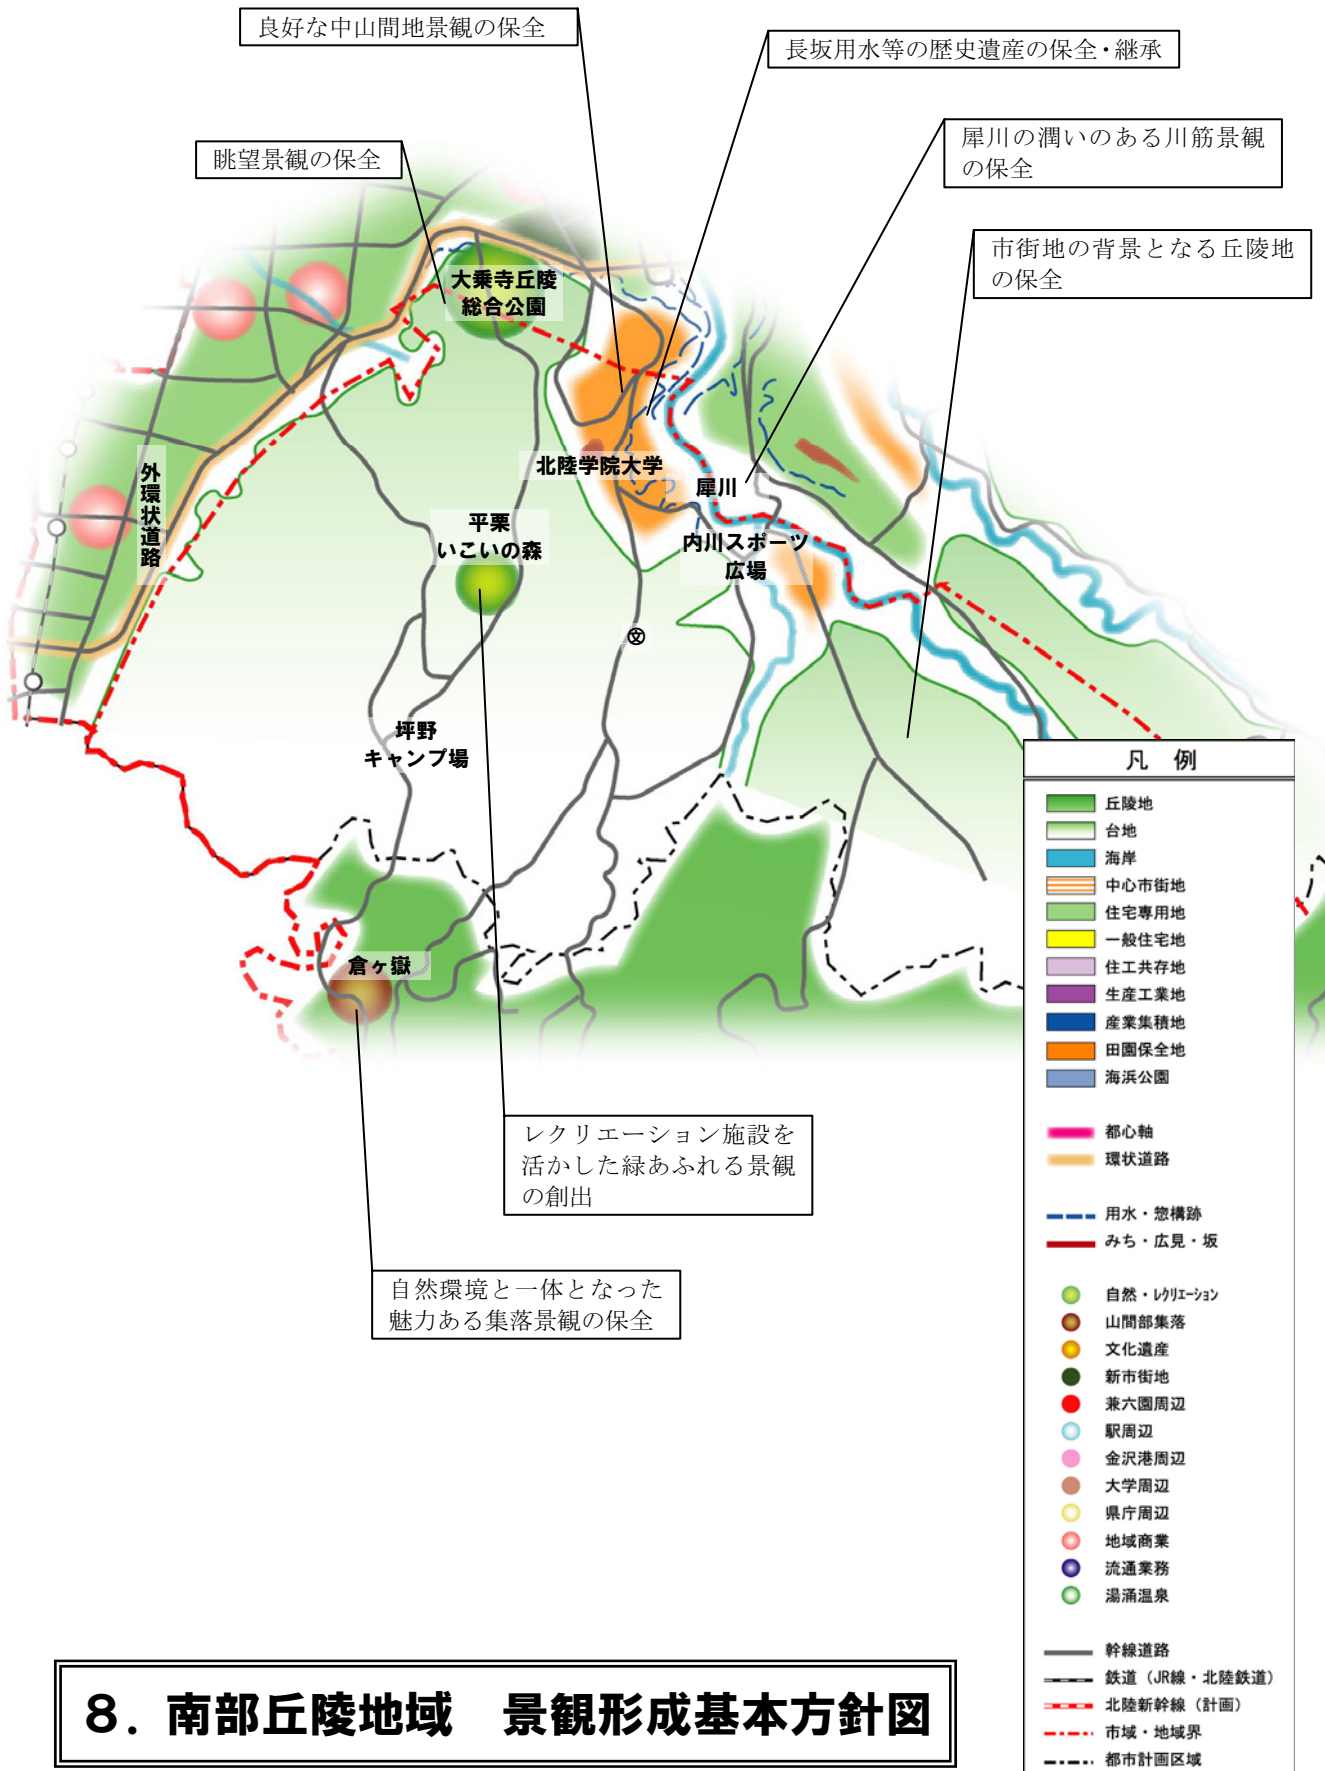 良好な中山間地景観の保全
長坂用水等の歴史遺産の保全・継承
犀川の潤いのある川筋景観
の保全
眺望景観の保全
市街地の背景となる丘陵地
の保全
大乗寺丘陵
総合公園
外環状道路
北陸学院大学
犀川
平栗
いこいの森
内川スポーツ
広場
文
坪野
キャンプ場
倉ヶ嶽
レクリエーション施設を
活かした緑あふれる景観
の創出
自然環境と一体となった
魅力ある集落景観の保全
凡 例
丘陵地
台地
海岸
中心市街地
住宅専用地
一般住宅地
住工共存地
生産工業地
産業集積地
田園保全地
海浜公園
都心軸
環状道路
用水・惣構跡
みち・広見・坂
自然・ﾚｸﾘｴｰｼｮﾝ
山間部集落
文化遺産
新市街地
兼六園周辺
駅周辺
金沢港周辺
大学周辺
県庁周辺
地域商業
流通業務
湯涌温泉
幹線道路
鉄道（JR線・北陸鉄道）
北陸新幹線（計画）
市域・地域界
都市計画区域
８．南部丘陵地域　景観形成基本方針図